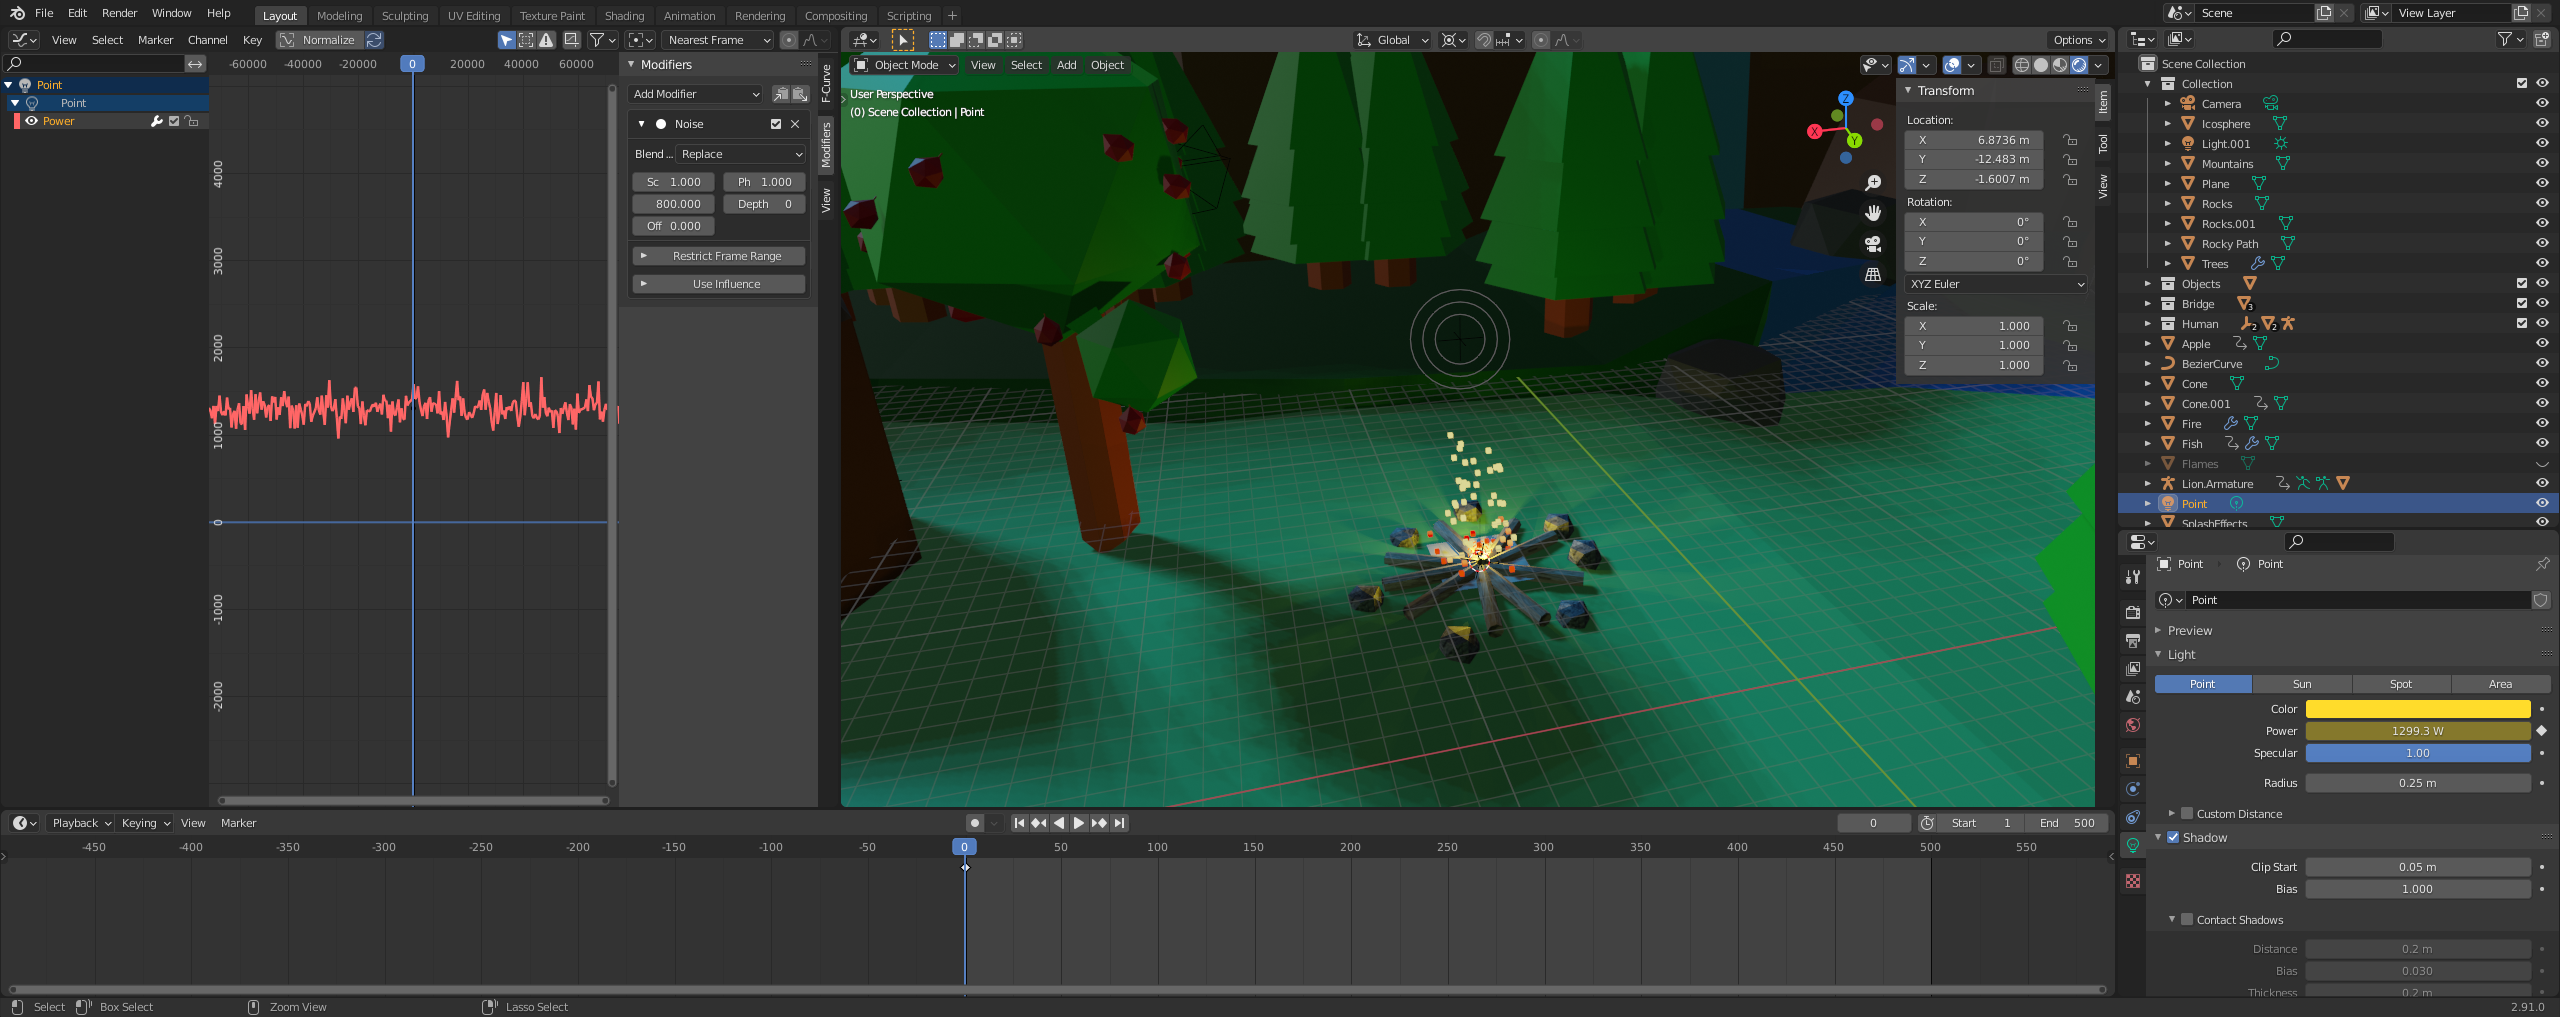 File Edit Render Window Help Layout Modeling Sculpting UV Editing Texture Paint Shading Animation Rendering Compositing Scripting + Scene View Layer
View Select Marker Channel Key Normalize Nearest Frame Global Options
-60000 -40000 -20000 0 20000 40000 60000
Point
Point
Power
4000
3000
2000
1000
0
-1000
-2000
Modifiers
Add Modifier
Noise
Blend ... Replace
Sc 1.000 Ph 1.000
800.000 Depth 0
Off 0.000
Restrict Frame Range
Use Influence
F-Curve
Modifiers
View
Object Mode View Select Add Object
User Perspective
(0) Scene Collection | Point
Z
X
Y
Transform
Location:
X 6.8736 m
Y -12.483 m
Z -1.6007 m
Rotation:
X 0°
Y 0°
Z 0°
XYZ Euler
Scale:
X 1.000
Y 1.000
Z 1.000
Item
Tool
View
Scene Collection
Collection
Camera
Icosphere
Light.001
Mountains
Plane
Rocks
Rocks.001
Rocky Path
Trees
Objects
Bridge 3
Human 2 2
Apple
BezierCurve
Cone
Cone.001
Fire
Fish
Flames
Lion.Armature
Point
SplashEffects
Point Point
Point
Preview
Light
Point Sun Spot Area
Color
Power 1299.3 W
Specular 1.00
Radius 0.25 m
Custom Distance
Shadow
Clip Start 0.05 m
Bias 1.000
Contact Shadows
Distance 0.2 m
Bias 0.030
Thickness 0.2 m
Playback Keying View Marker 0 Start 1 End 500
-450 -400 -350 -300 -250 -200 -150 -100 -50 0 50 100 150 200 250 300 350 400 450 500 550
Select Box Select Zoom View Lasso Select 2.91.0